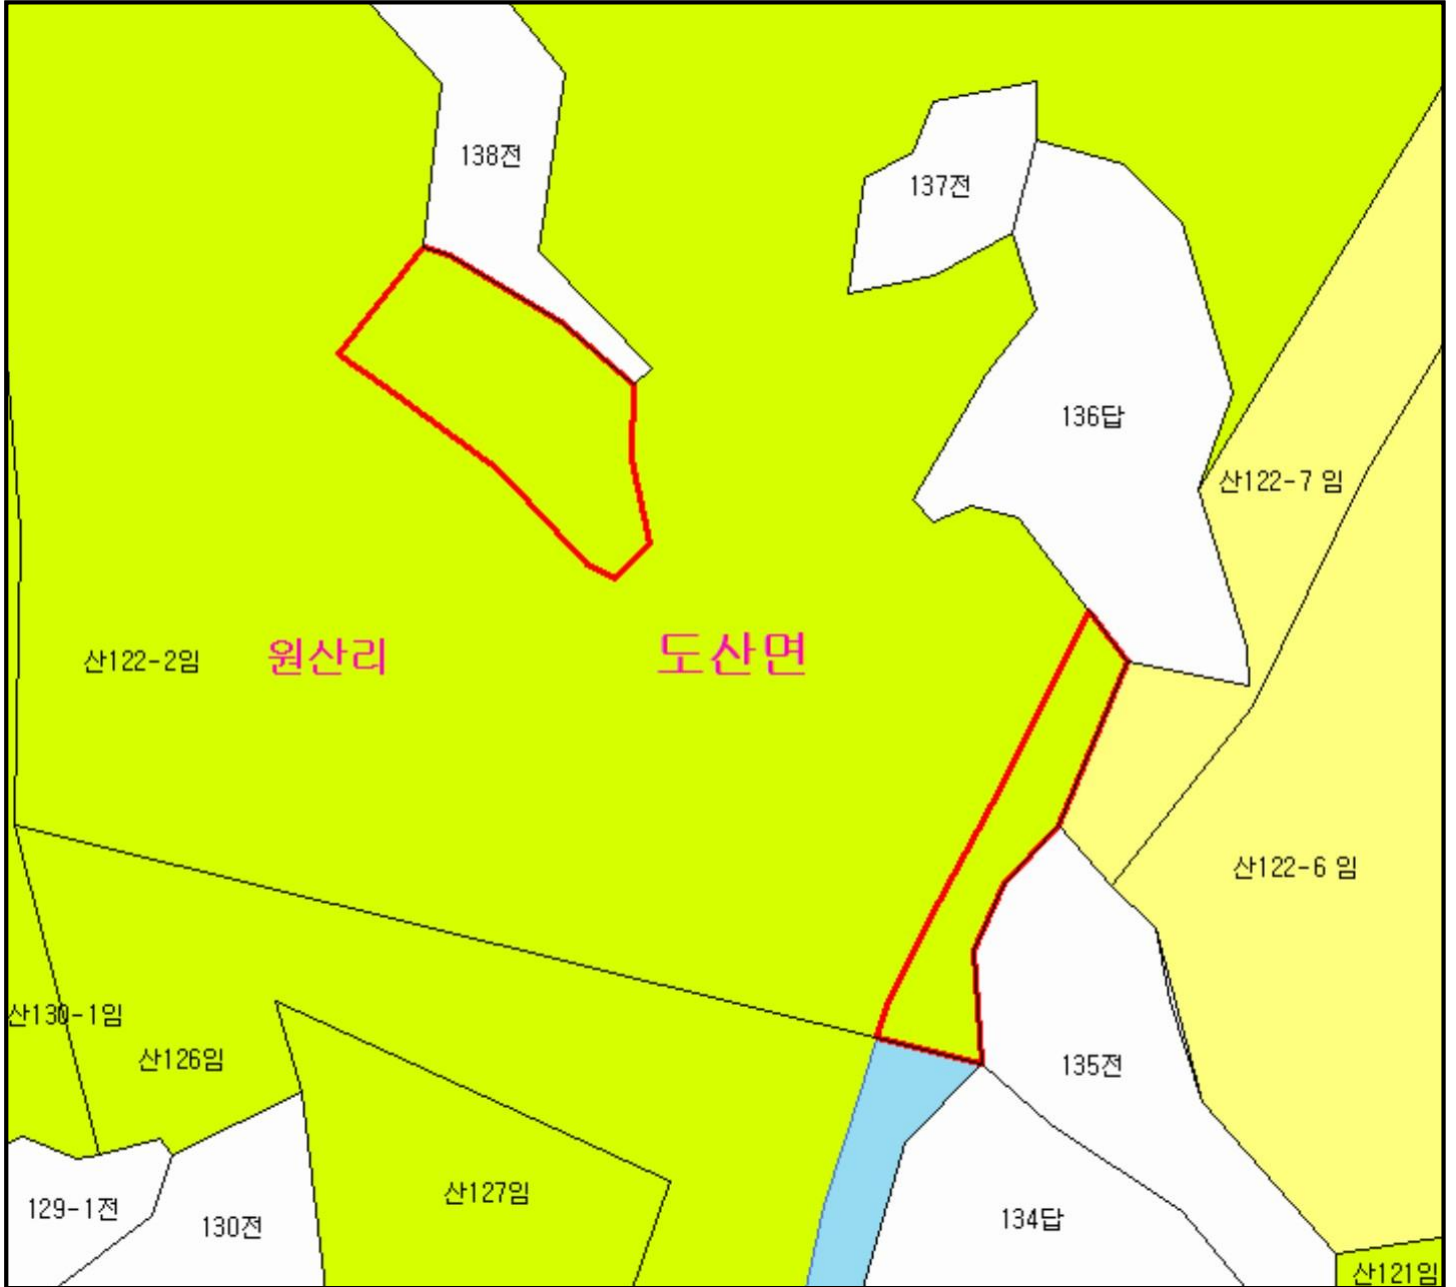 138전
137전
136답
산122-7 임
산122-2임
원산리
도산면
산122-6 임
산130-1임
산126임
135전
129-1전
130전
산127임
134답
산121임